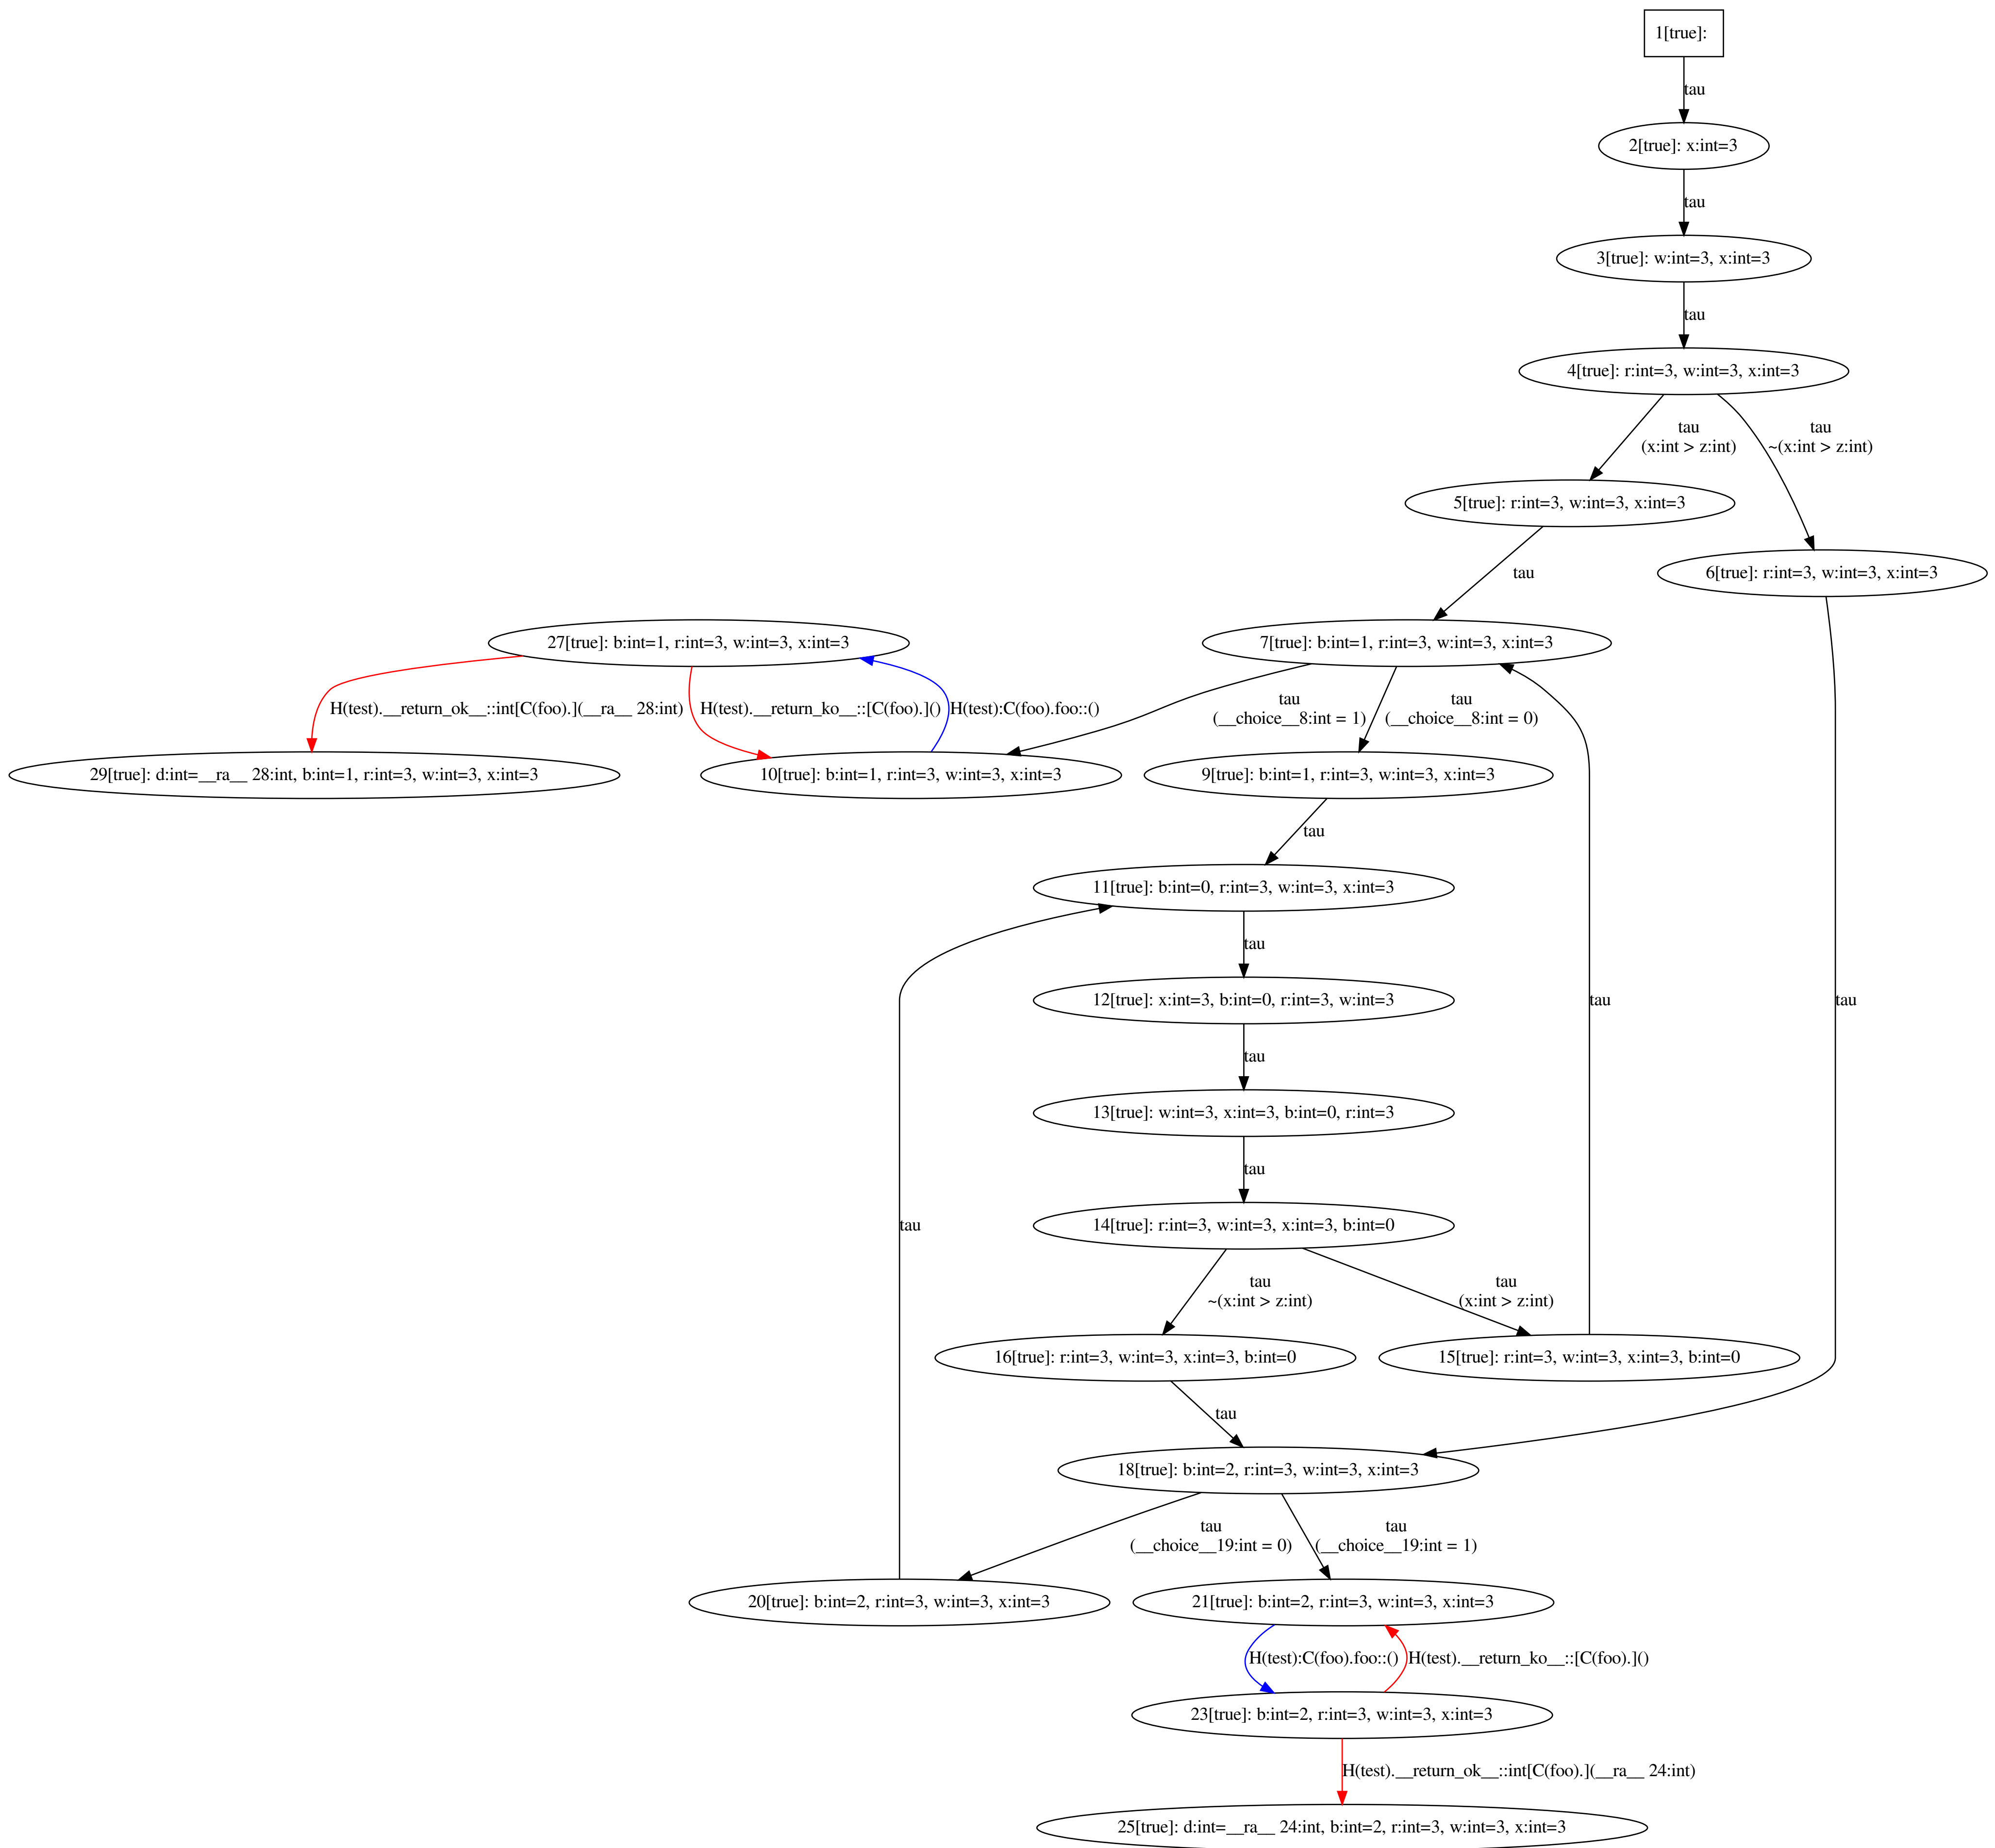 1[true]:
tau
2[true]: x:int=3
tau
3[true]: w:int=3, x:int=3
tau
4[true]: r:int=3, w:int=3, x:int=3
tau
(x:int > z:int)
tau
~(x:int > z:int)
5[true]: r:int=3, w:int=3, x:int=3
tau
6[true]: r:int=3, w:int=3, x:int=3
27[true]: b:int=1, r:int=3, w:int=3, x:int=3
7[true]: b:int=1, r:int=3, w:int=3, x:int=3
H(test).__return_ok__::int[C(foo).](__ra__ 28:int)
H(test).__return_ko__::[C(foo).]()
H(test):C(foo).foo::()
tau
(__choice__8:int = 1)
tau
(__choice__8:int = 0)
29[true]: d:int=__ra__ 28:int, b:int=1, r:int=3, w:int=3, x:int=3
10[true]: b:int=1, r:int=3, w:int=3, x:int=3
9[true]: b:int=1, r:int=3, w:int=3, x:int=3
tau
11[true]: b:int=0, r:int=3, w:int=3, x:int=3
tau
12[true]: x:int=3, b:int=0, r:int=3, w:int=3
tau
tau
tau
13[true]: w:int=3, x:int=3, b:int=0, r:int=3
tau
14[true]: r:int=3, w:int=3, x:int=3, b:int=0
tau
tau
~(x:int > z:int)
tau
(x:int > z:int)
16[true]: r:int=3, w:int=3, x:int=3, b:int=0
15[true]: r:int=3, w:int=3, x:int=3, b:int=0
tau
18[true]: b:int=2, r:int=3, w:int=3, x:int=3
tau
(__choice__19:int = 0)
tau
(__choice__19:int = 1)
20[true]: b:int=2, r:int=3, w:int=3, x:int=3
21[true]: b:int=2, r:int=3, w:int=3, x:int=3
H(test):C(foo).foo::()
H(test).__return_ko__::[C(foo).]()
23[true]: b:int=2, r:int=3, w:int=3, x:int=3
H(test).__return_ok__::int[C(foo).](__ra__ 24:int)
25[true]: d:int=__ra__ 24:int, b:int=2, r:int=3, w:int=3, x:int=3